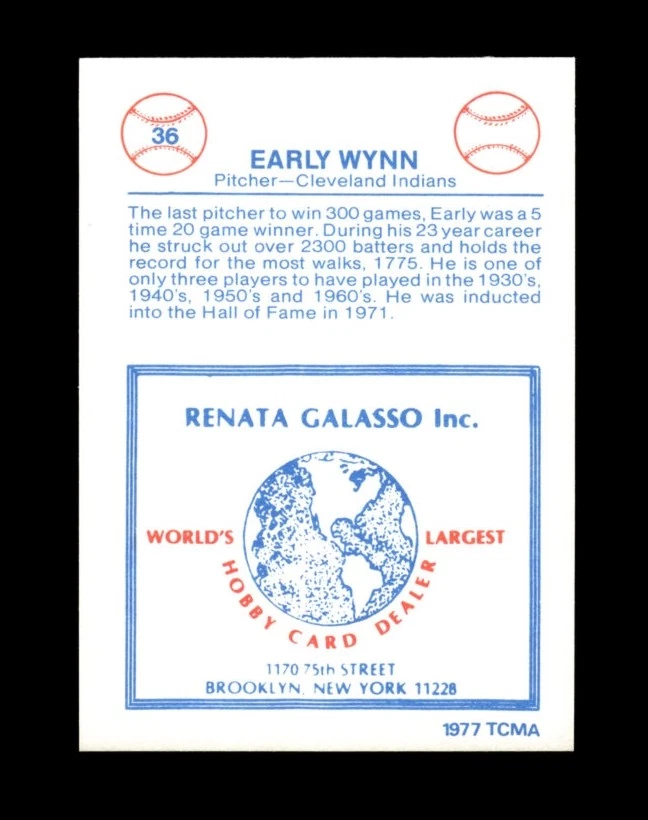 36
EARLY WYNN
Pitcher—Cleveland Indians
The last pitcher to win 300 games, Early was a 5
time 20 game winner. During his 23 year career
he struck out over 2300 batters and holds the
record for the most walks, 1775. He is one of
only three players to have played in the 1930's,
1940's, 1950's and 1960's. He was inducted
into the Hall of Fame in 1971.
RENATA GALASSO Inc.
WORLD'S LARGEST
HOBBY CARD DEALER
1170 75th STREET
BROOKLYN, NEW YORK 11228
1977 TCMA